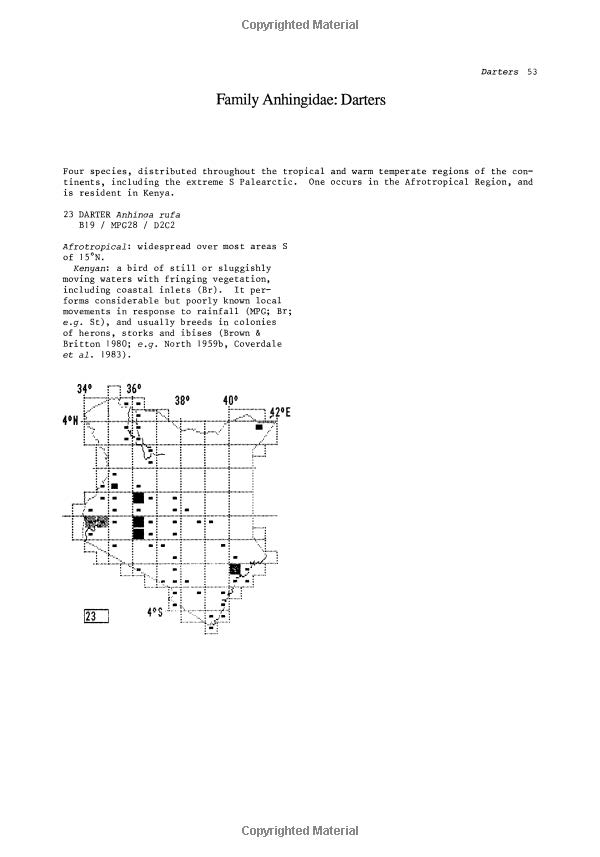 Copyrighted Material
Darters 53
Family Anhingidae: Darters
Four species, distributed throughout the tropical and warm temperate regions of the con-
tinents, including the extreme S Palearctic. One occurs in the Afrotropical Region, and
is resident in Kenya.
23 DARTER Anhinga rufa
B19 / MPG28 / D2C2
Afrotropical: widespread over most areas S
of 15°N.
Kenyan: a bird of still or sluggishly
moving waters with fringing vegetation,
including coastal inlets (Br). It per-
forms considerable but poorly known local
movements in response to rainfall (MPG; Br;
e.g. St), and usually breeds in colonies
of herons, storks and ibises (Brown &
Britton 1980; e.g. North 1959b, Coverdale
et al. 1983).
34° 36° 38° 40° 42°E
4°N
4°S
23
Copyrighted Material